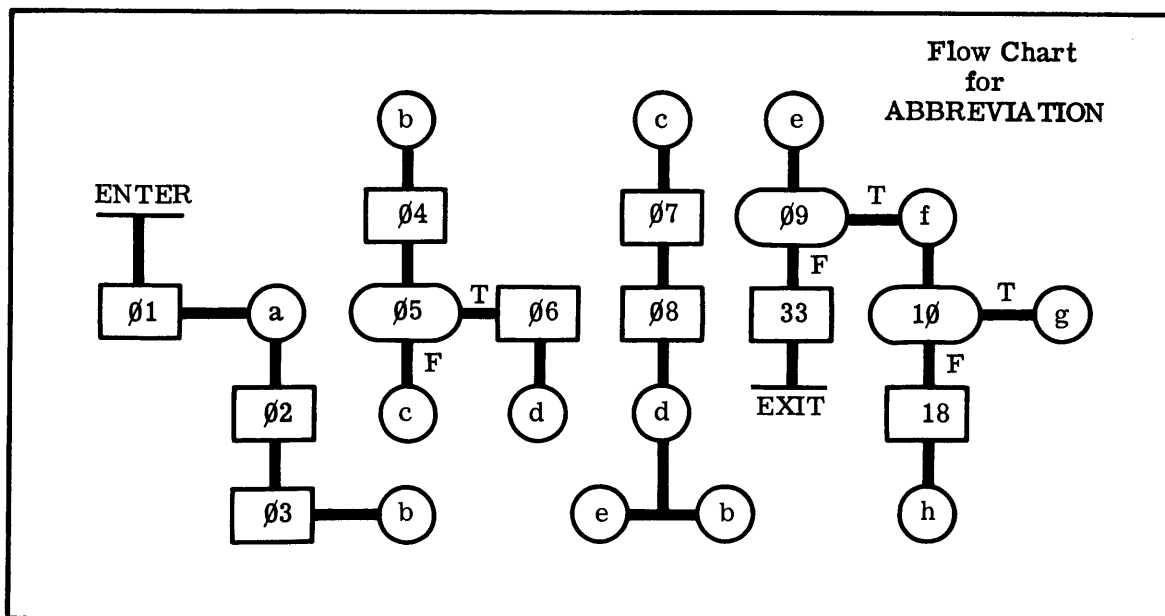 Flow Chart
for
ABBREVIATION
b
c
e
ENTER
Ø4
Ø7
Ø9
T
f
F
Ø1
a
Ø5
T
Ø6
Ø8
33
1Ø
T
g
F
F
Ø2
c
d
d
EXIT
18
Ø3
b
e
b
h